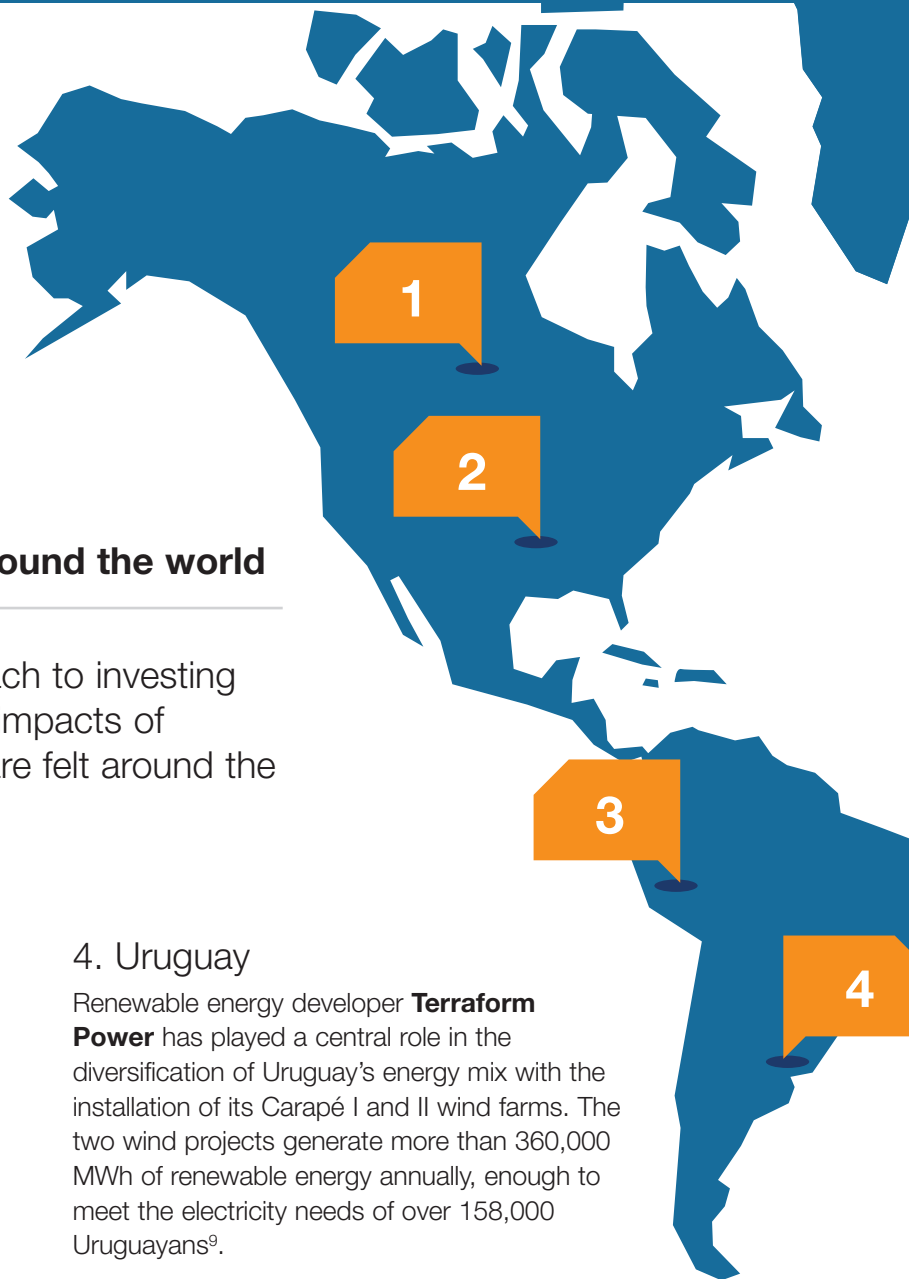 1
2
ound the world
ch to investing
mpacts of
re felt around the
3
4
4. Uruguay
Renewable energy developer Terraform
Power has played a central role in the
diversification of Uruguay’s energy mix with the
installation of its Carapé I and II wind farms. The
two wind projects generate more than 360,000
MWh of renewable energy annually, enough to
meet the electricity needs of over 158,000
Uruguayans⁹.